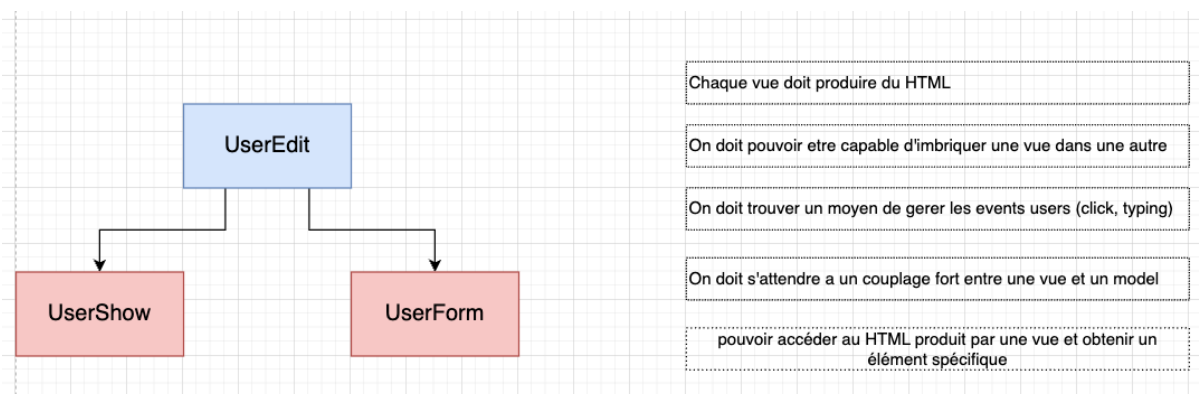 UserEdit
UserShow
UserForm
Chaque vue doit produire du HTML
On doit pouvoir etre capable d'imbriquer une vue dans une autre
On doit trouver un moyen de gerer les events users (click, typing)
On doit s'attendre a un couplage fort entre une vue et un model
pouvoir accéder au HTML produit par une vue et obtenir un
élément spécifique